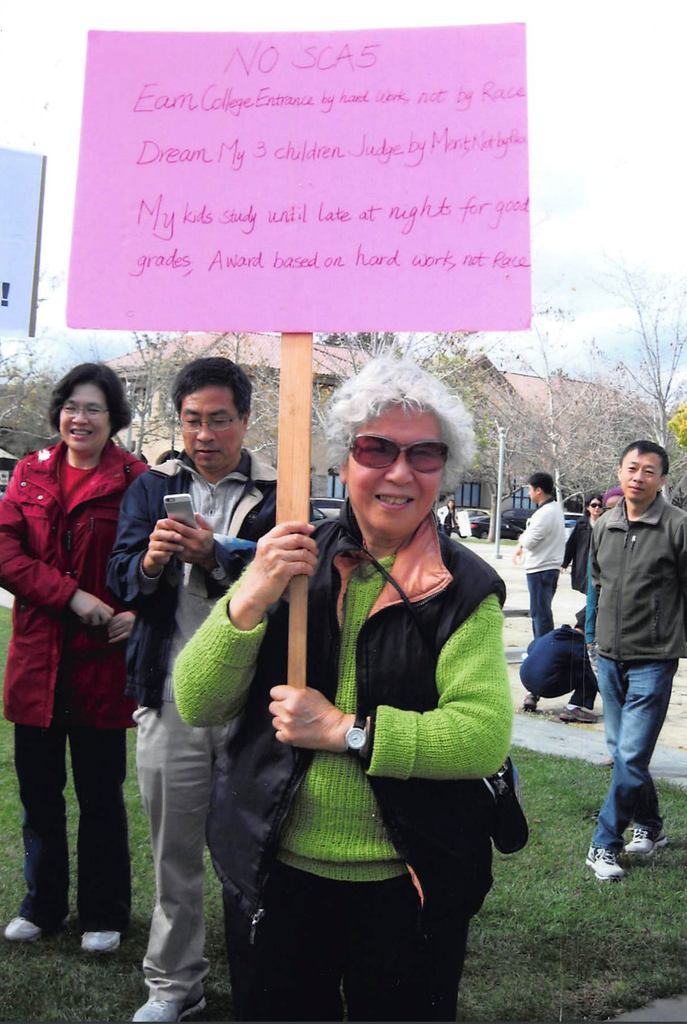 NO SCA5
Earn College Entrance by hard work, not by Race
Dream My 3 children Judge by Merit, Not by Race
My kids study until late at nights for good
grades, Award based on hard work, not Race
!